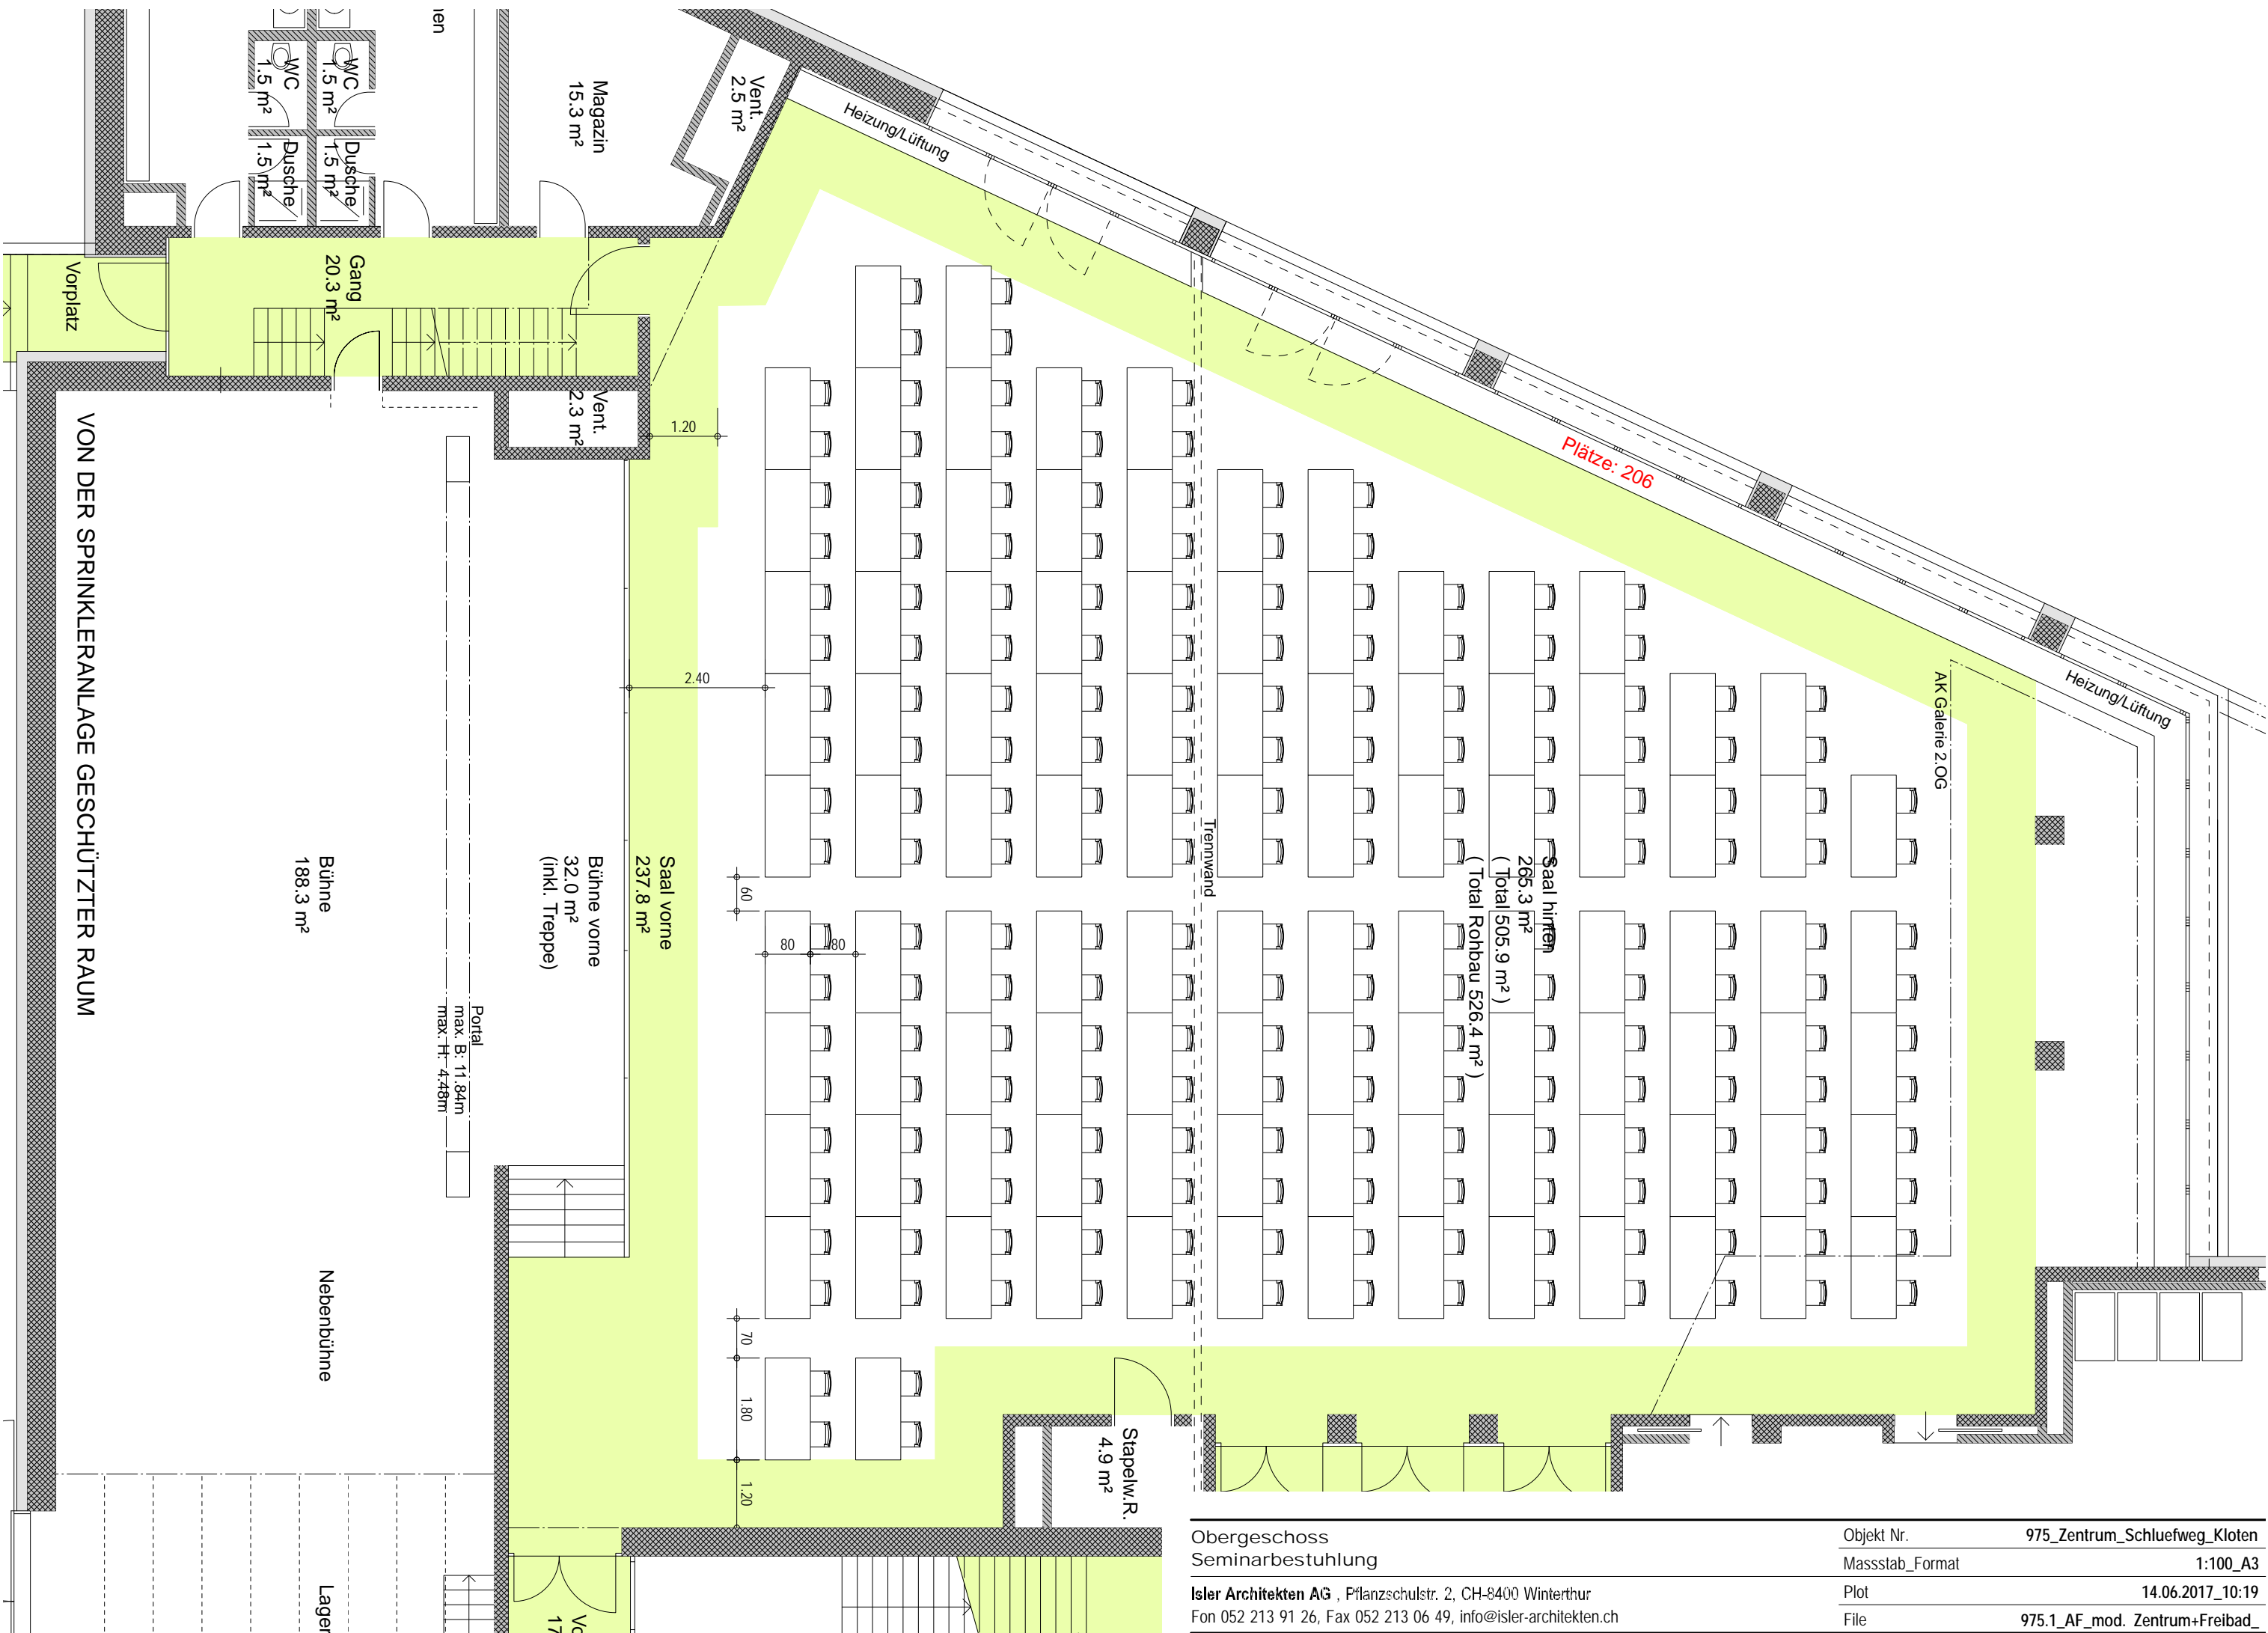 WC
1.5 m²
WC
1.5 m²
Dusche
1.5 m²
Dusche
1.5 m²
Magazin
15.3 m²
Vent.
2.5 m²
Heizung/Lüftung
Vorplatz
Gang
20.3 m²
Vent.
2.3 m²
1.20
Plätze: 206
VON DER SPRINKLERANLAGE GESCHÜTZTER RAUM
2.40
Heizung/Lüftung
AK Galerie 2.OG
Trennwand
Bühne
188.3 m²
Bühne vorne
32.0 m²
(inkl. Treppe)
Saal vorne
237.8 m²
Saal hinten
265.3 m²
( Total 505.9 m² )
( Total Rohbau 526.4 m² )
60
80
80
Portal
max. B: 11.84m
max. H: 4.48m
Nebenbühne
70
1.80
1.20
Stapelw.R.
4.9 m²
Lager
Obergeschoss
Seminarbestuhlung
Isler Architekten AG , Pflanzschulstr. 2, CH-8400 Winterthur
Fon 052 213 91 26, Fax 052 213 06 49, info@isler-architekten.ch
Objekt Nr. 975_Zentrum_Schluefweg_Kloten
Massstab_Format 1:100_A3
Plot 14.06.2017_10:19
File 975.1_AF_mod. Zentrum+Freibad_